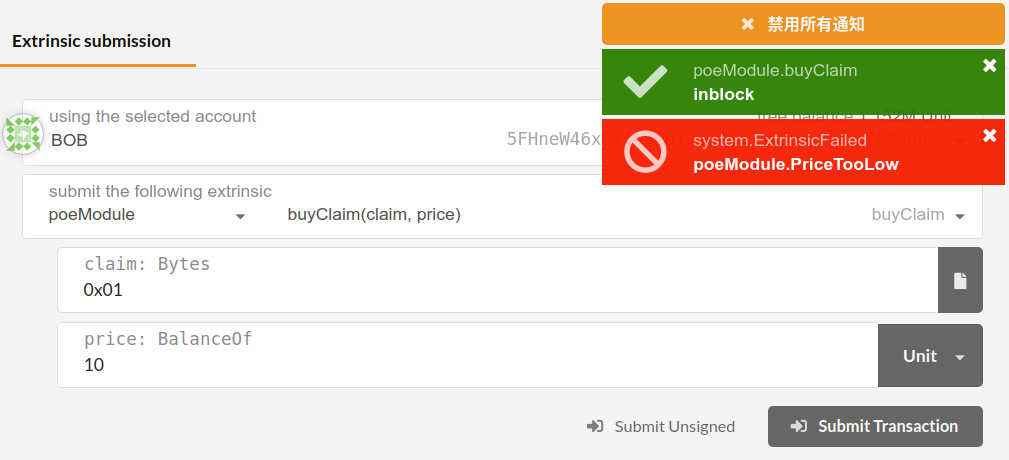 禁用所有通知
Extrinsic submission
poeModule.buyClaim
inblock
using the selected account
BOB
system.ExtrinsicFailed
poeModule.PriceTooLow
submit the following extrinsic
poeModule
buyClaim(claim, price)
buyClaim
claim: Bytes
0x01
price: BalanceOf
10
Unit
Submit Unsigned
Submit Transaction